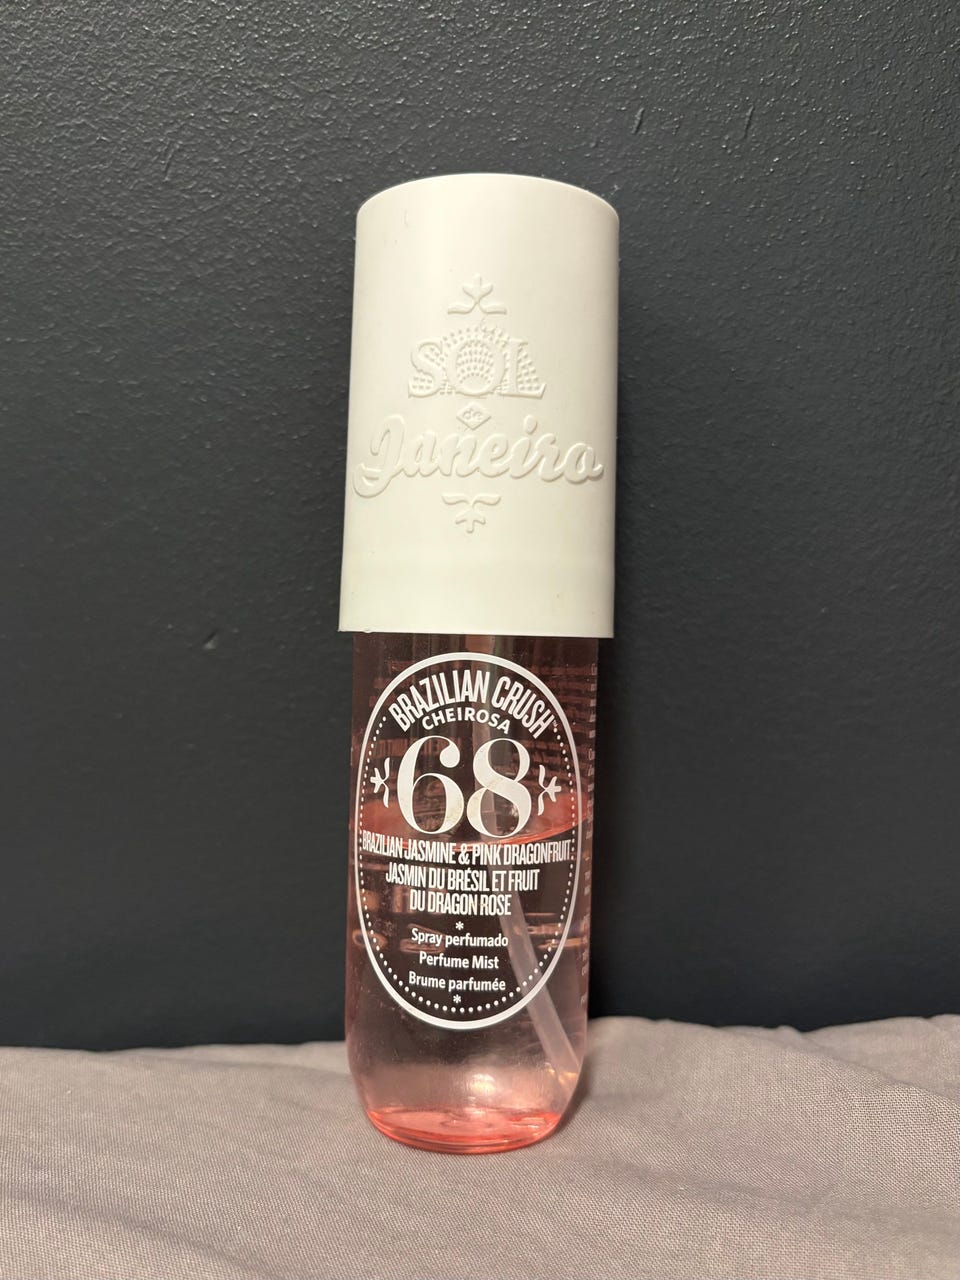 SOL
de
Janeiro
BRAZILIAN CRUSH
CHEIROSA
68
BRAZILIAN JASMINE & PINK DRAGONFRUIT
JASMIN DU BRÉSIL ET FRUIT
DU DRAGON ROSE
*
Spray perfumado
Perfume Mist
Brume parfumée
*